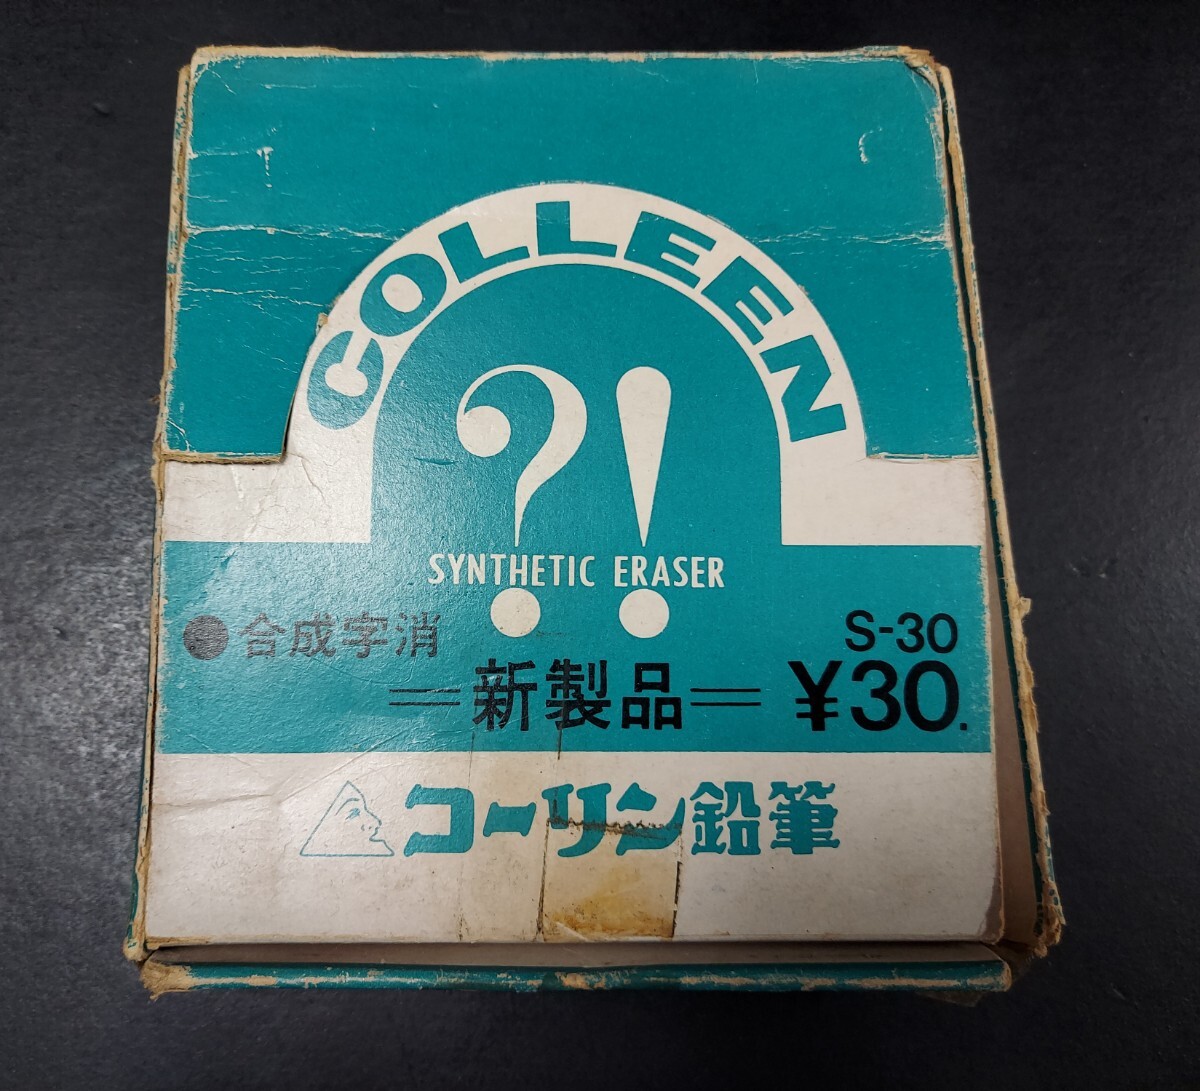 COLLEEN
?!
SYNTHETIC ERASER
●合成字消
S-30
=新製品= ¥30.
コーリン鉛筆